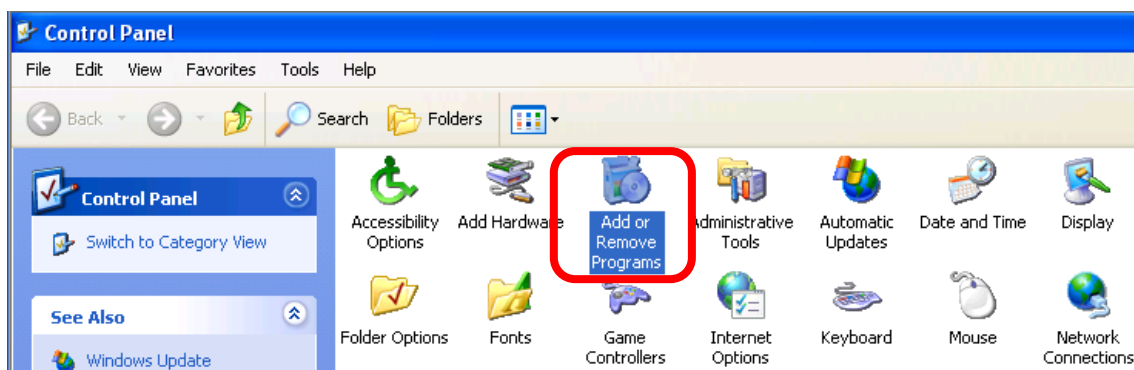 Control Panel
File Edit View Favorites Tools Help
Back Search Folders
Control Panel
Switch to Category View
See Also
Windows Update
Accessibility Options
Add Hardware
Add or Remove Programs
Administrative Tools
Automatic Updates
Date and Time
Display
Folder Options
Fonts
Game Controllers
Internet Options
Keyboard
Mouse
Network Connections